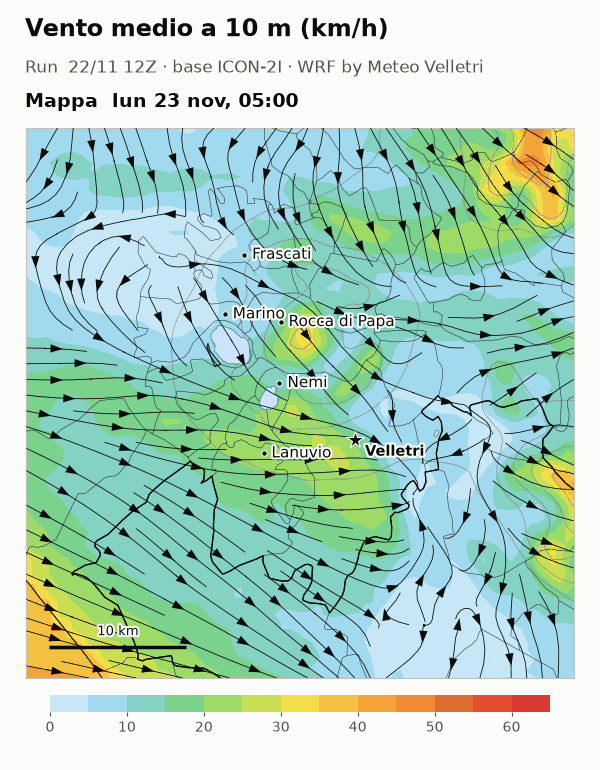 Vento medio a 10 m (km/h)
Run 22/11 12Z · base ICON-2I · WRF by Meteo Velletri
Mappa lun 23 nov, 05:00
Frascati
Marino
Rocca di Papa
Nemi
Velletri
Lanuvio
10 km
0 10 20 30 40 50 60